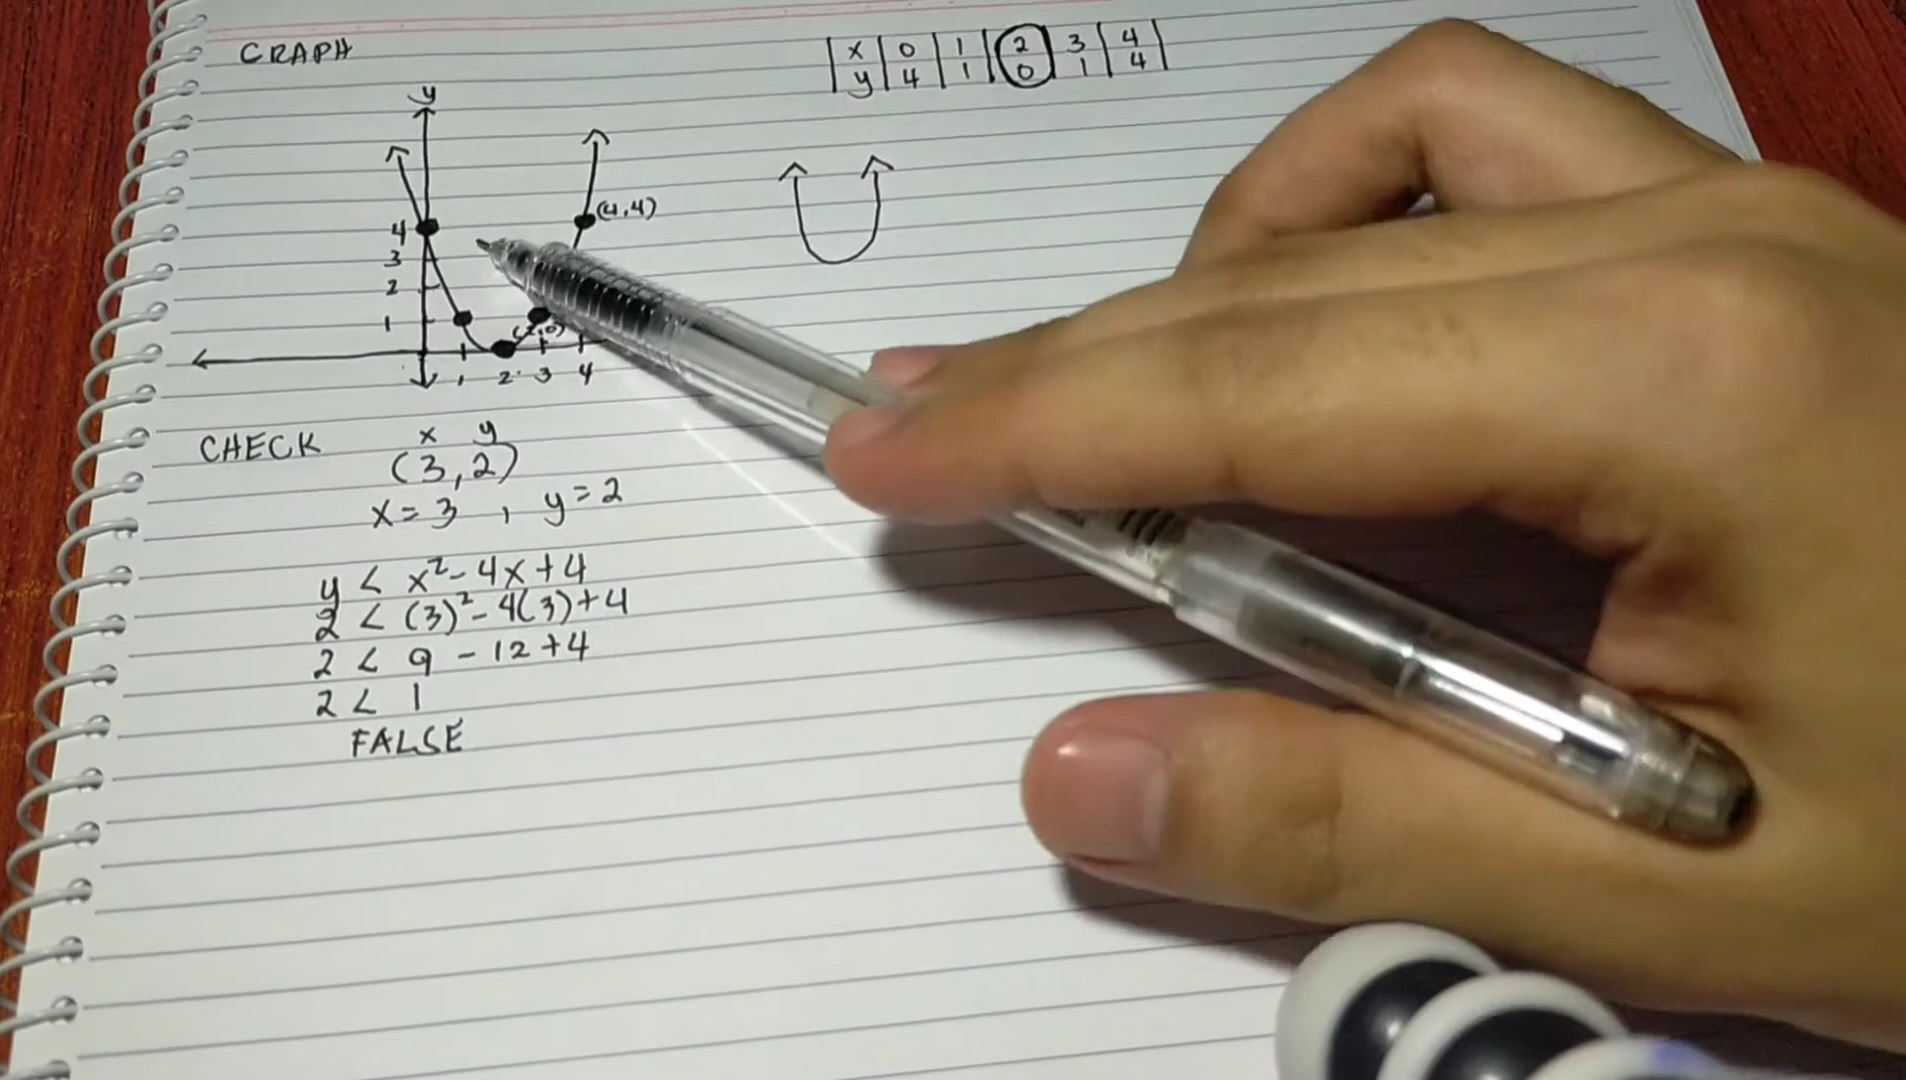 GRAPH
x 0 1 2 3 4
y 4 1 0 1 4
y
(4,4)
4
3
2
1
(2,0)
1 2 3 4
CHECK
x y
(3,2)
x=3 , y=2
y < x²-4x+4
2 < (3)²-4(3)+4
2 < 9 - 12+4
2 < 1
FALSE